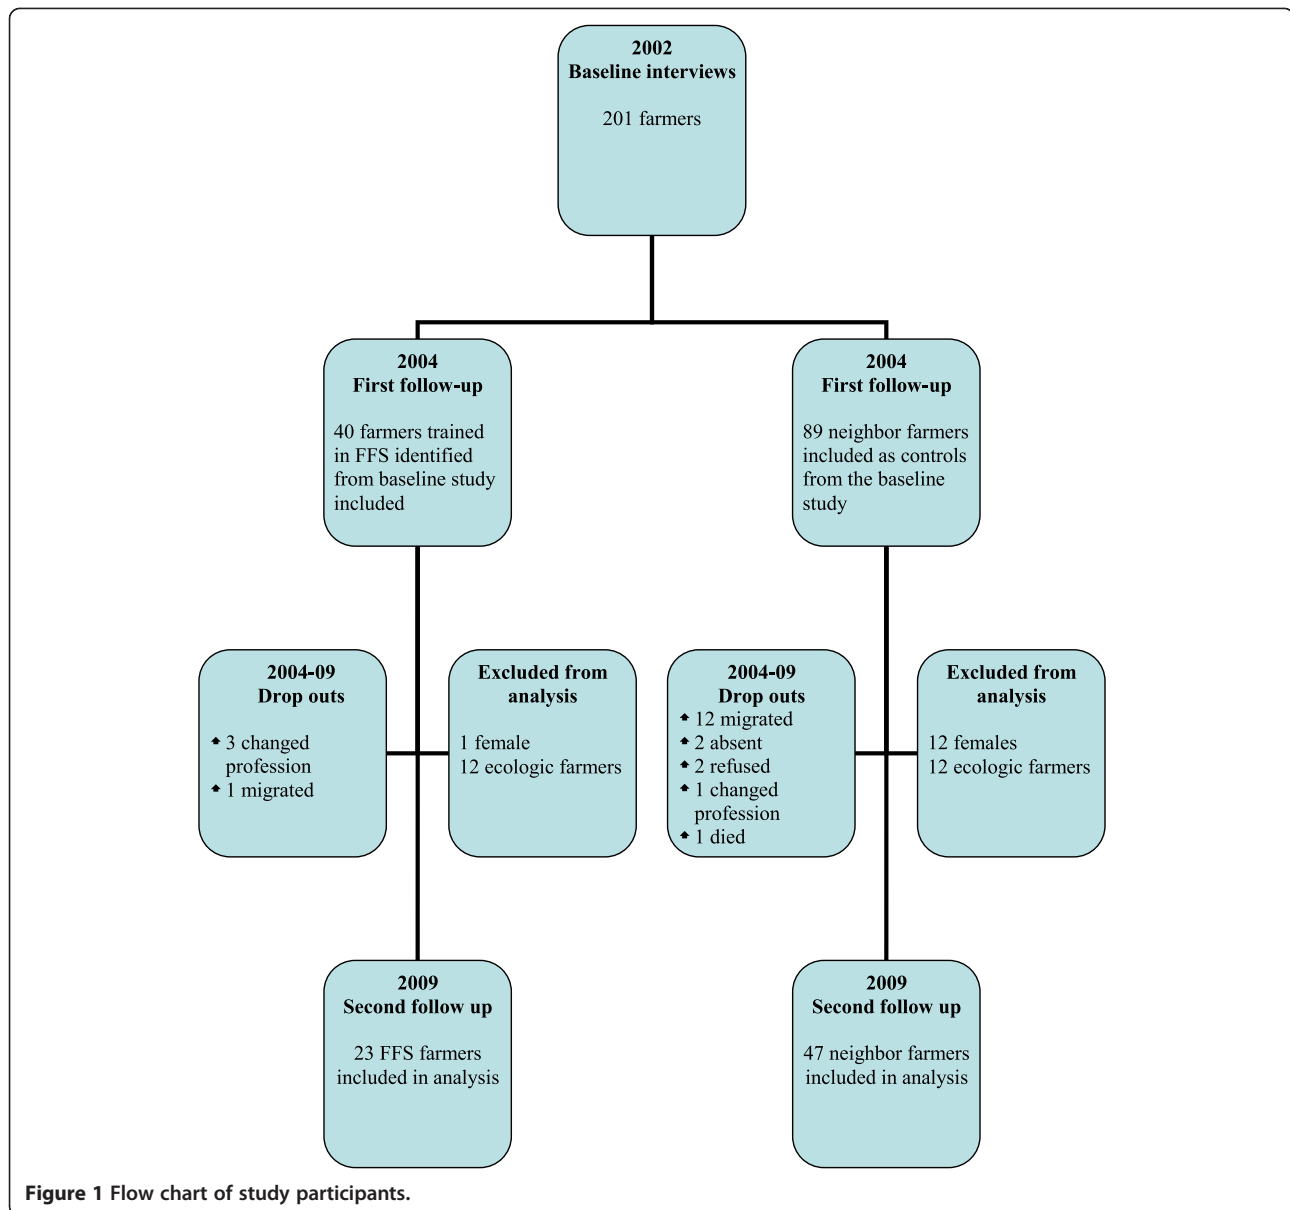 2002
Baseline interviews
201 farmers
2004
First follow-up
40 farmers trained
in FFS identified
from baseline study
included
2004
First follow-up
89 neighbor farmers
included as controls
from the baseline
study
2004-09
Drop outs
3 changed
profession
1 migrated
Excluded from
analysis
1 female
12 ecologic farmers
2004-09
Drop outs
12 migrated
2 absent
2 refused
1 changed
profession
1 died
Excluded from
analysis
12 females
12 ecologic farmers
2009
Second follow up
23 FFS farmers
included in analysis
2009
Second follow up
47 neighbor farmers
included in analysis
Figure 1 Flow chart of study participants.